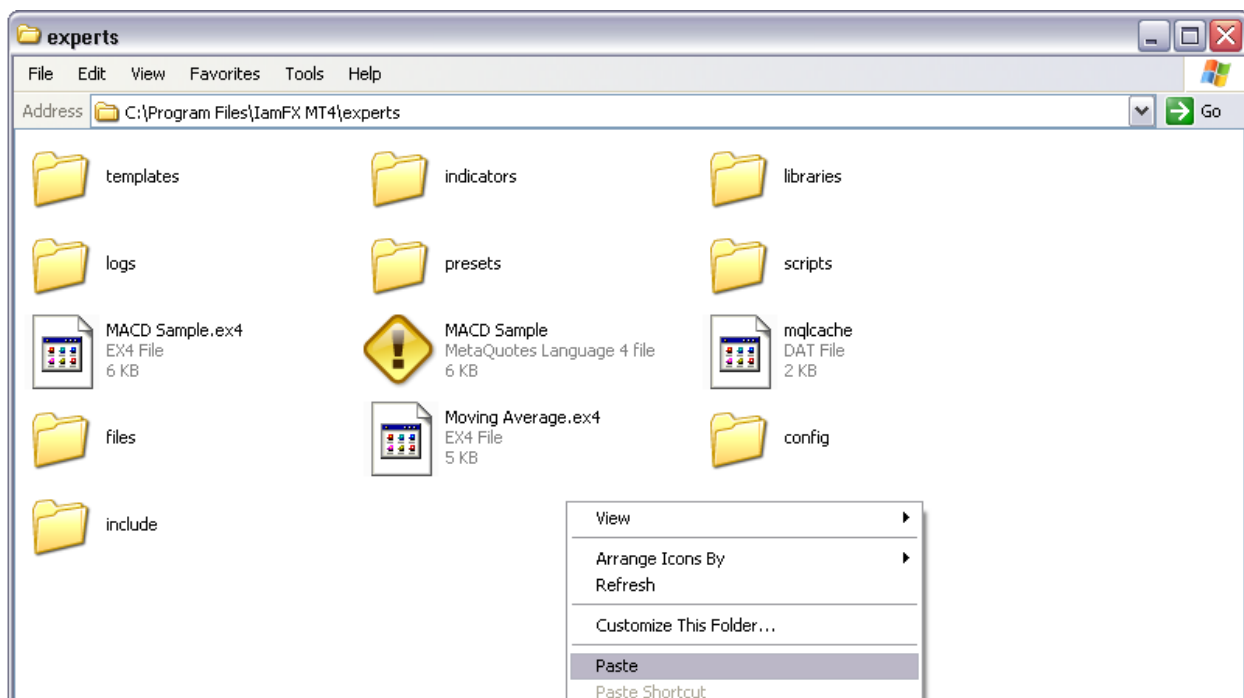 experts
File Edit View Favorites Tools Help
Address C:\Program Files\IamFX MT4\experts Go
templates
indicators
libraries
logs
presets
scripts
MACD Sample.ex4
EX4 File
6 KB
MACD Sample
MetaQuotes Language 4 file
6 KB
mqlcache
DAT File
2 KB
files
Moving Average.ex4
EX4 File
5 KB
config
include
View
Arrange Icons By
Refresh
Customize This Folder...
Paste
Paste Shortcut